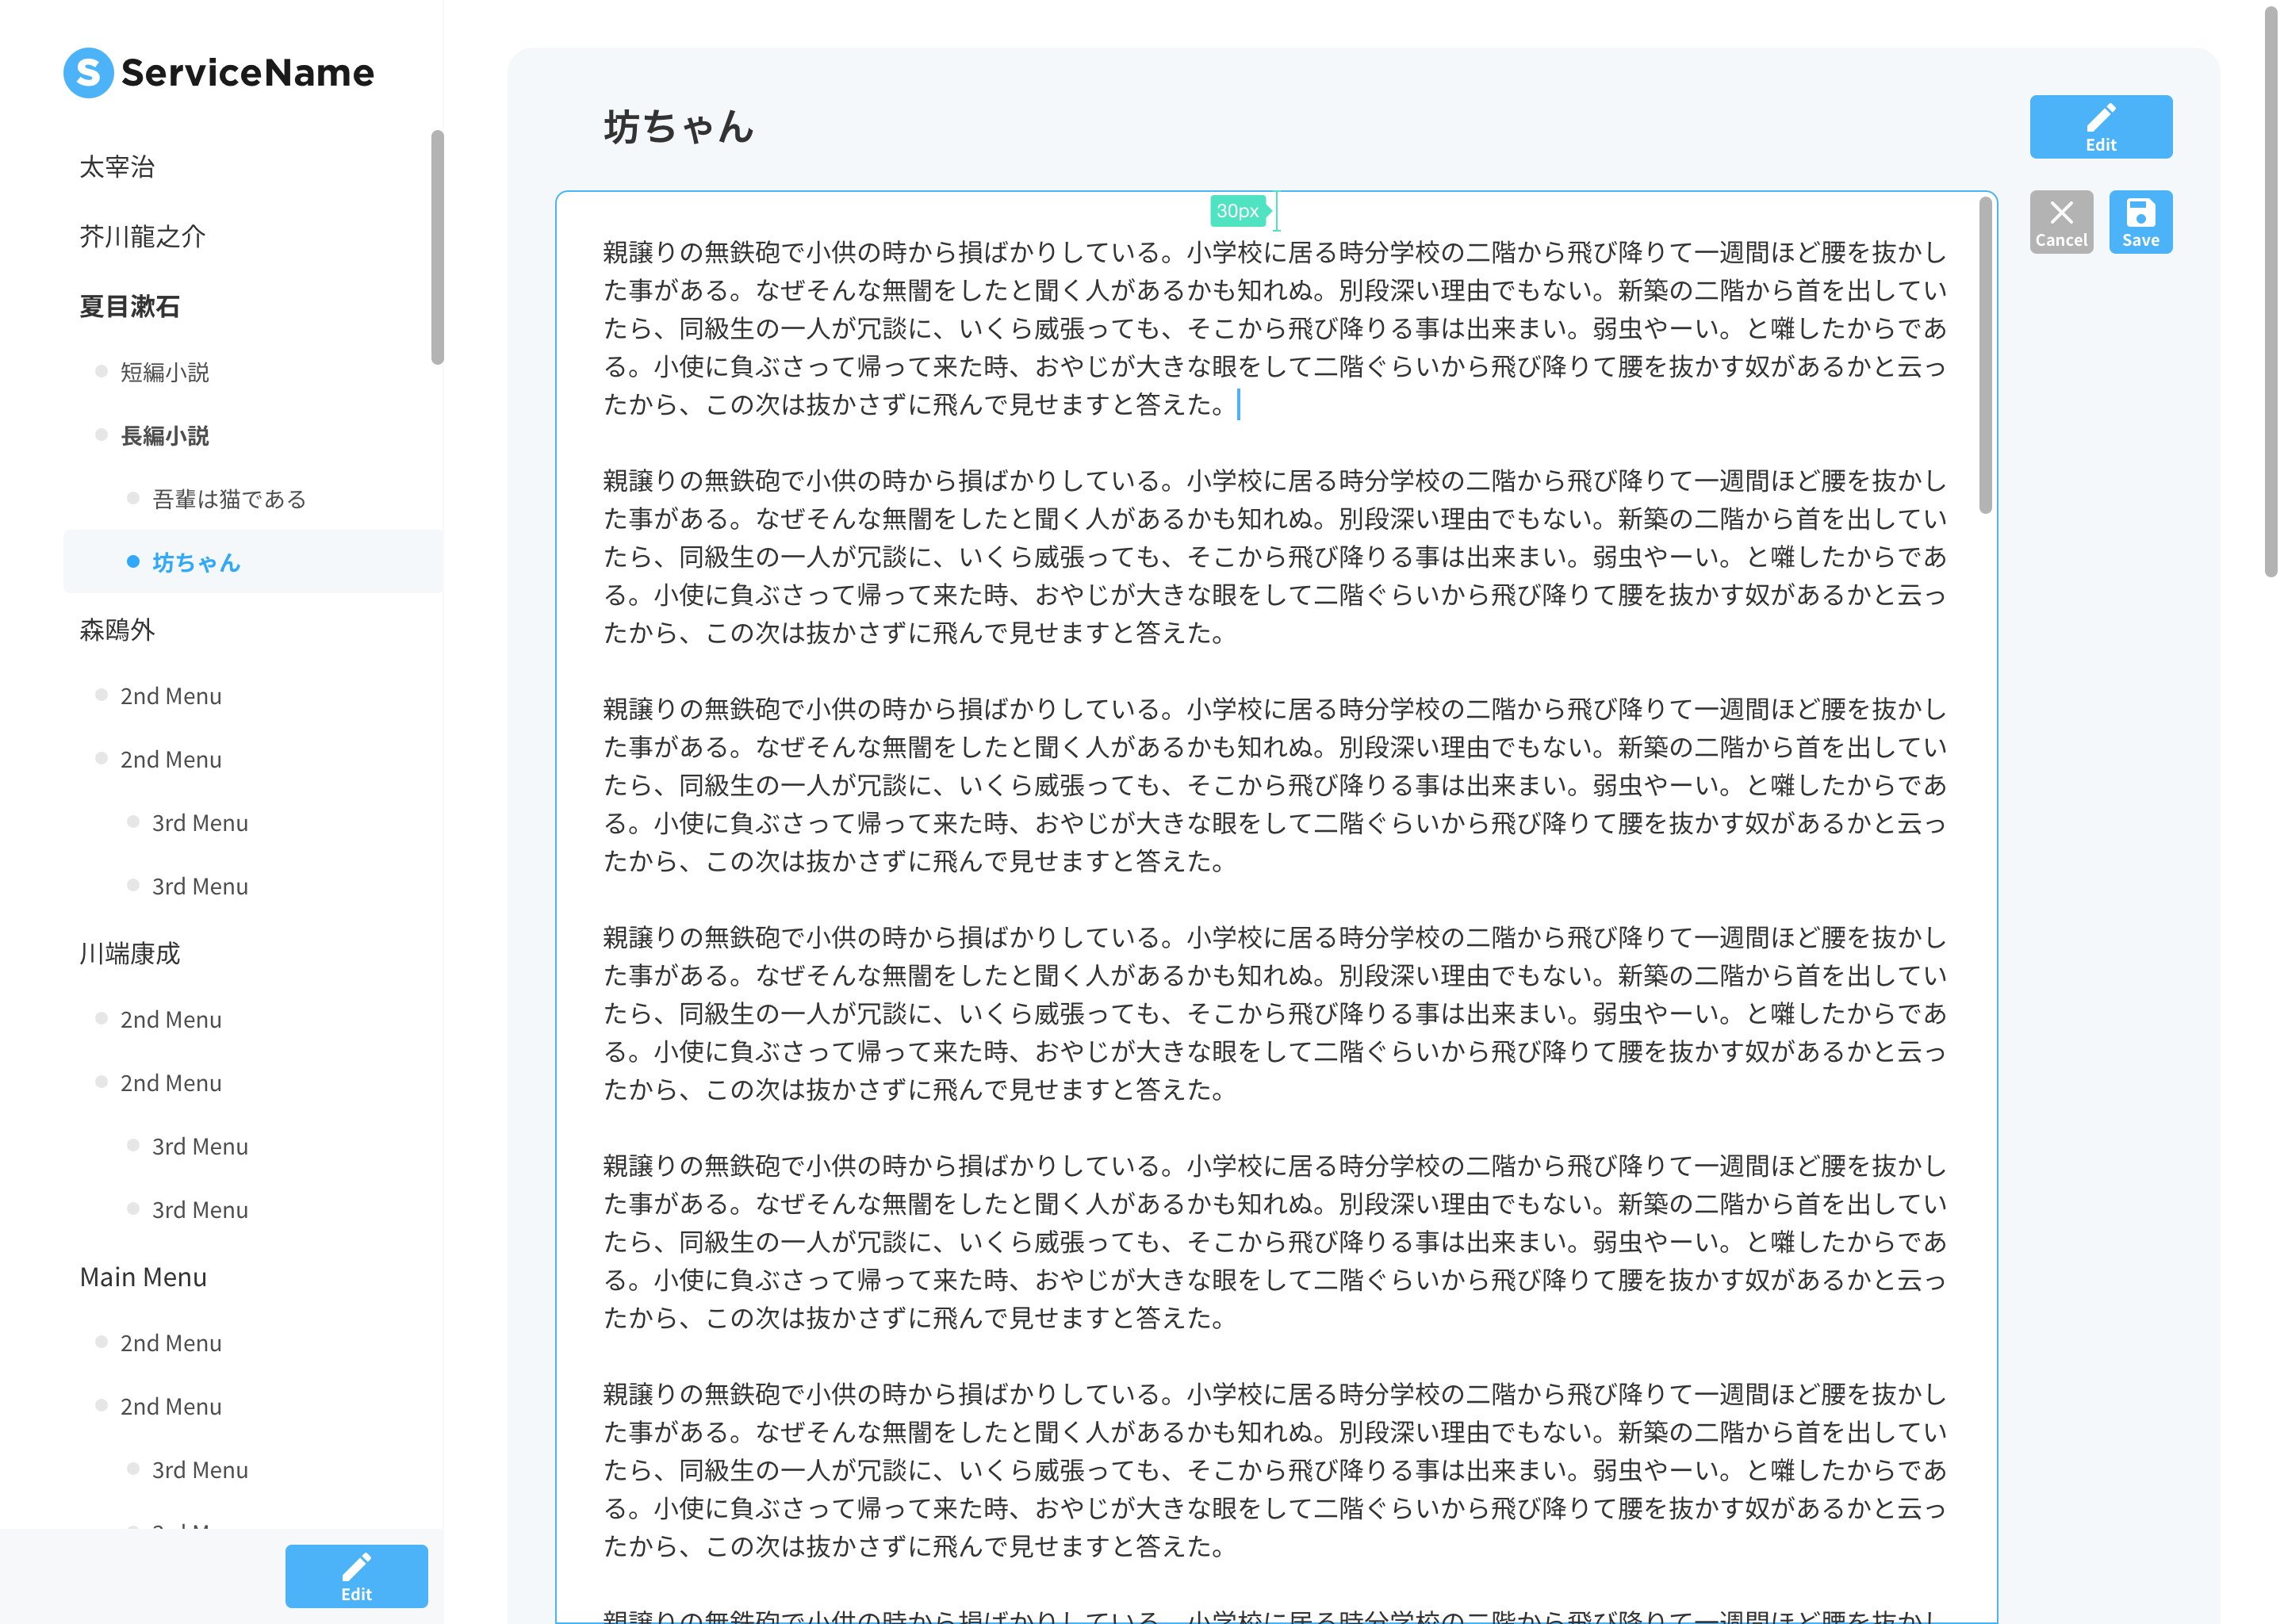 ServiceName
太宰治
芥川龍之介
夏目漱石
短編小説
長編小説
吾輩は猫である
坊ちゃん
森鴎外
2nd Menu
2nd Menu
3rd Menu
3rd Menu
川端康成
2nd Menu
2nd Menu
3rd Menu
3rd Menu
Main Menu
2nd Menu
2nd Menu
3rd Menu
Edit
坊ちゃん
Edit
30px
Cancel
Save
親譲りの無鉄砲で小供の時から損ばかりしている。小学校に居る時分学校の二階から飛び降りて一週間ほど腰を抜かし
た事がある。なぜそんな無闇をしたと聞く人があるかも知れぬ。別段深い理由でもない。新築の二階から首を出してい
たら、同級生の一人が冗談に、いくら威張っても、そこから飛び降りる事は出来まい。弱虫やーい。と囃したからであ
る。小使に負ぶさって帰って来た時、おやじが大きな眼をして二階ぐらいから飛び降りて腰を抜かす奴があるかと云っ
たから、この次は抜かさずに飛んで見せますと答えた。
親譲りの無鉄砲で小供の時から損ばかりしている。小学校に居る時分学校の二階から飛び降りて一週間ほど腰を抜かし
た事がある。なぜそんな無闇をしたと聞く人があるかも知れぬ。別段深い理由でもない。新築の二階から首を出してい
たら、同級生の一人が冗談に、いくら威張っても、そこから飛び降りる事は出来まい。弱虫やーい。と囃したからであ
る。小使に負ぶさって帰って来た時、おやじが大きな眼をして二階ぐらいから飛び降りて腰を抜かす奴があるかと云っ
たから、この次は抜かさずに飛んで見せますと答えた。
親譲りの無鉄砲で小供の時から損ばかりしている。小学校に居る時分学校の二階から飛び降りて一週間ほど腰を抜かし
た事がある。なぜそんな無闇をしたと聞く人があるかも知れぬ。別段深い理由でもない。新築の二階から首を出してい
たら、同級生の一人が冗談に、いくら威張っても、そこから飛び降りる事は出来まい。弱虫やーい。と囃したからであ
る。小使に負ぶさって帰って来た時、おやじが大きな眼をして二階ぐらいから飛び降りて腰を抜かす奴があるかと云っ
たから、この次は抜かさずに飛んで見せますと答えた。
親譲りの無鉄砲で小供の時から損ばかりしている。小学校に居る時分学校の二階から飛び降りて一週間ほど腰を抜かし
た事がある。なぜそんな無闇をしたと聞く人があるかも知れぬ。別段深い理由でもない。新築の二階から首を出してい
たら、同級生の一人が冗談に、いくら威張っても、そこから飛び降りる事は出来まい。弱虫やーい。と囃したからであ
る。小使に負ぶさって帰って来た時、おやじが大きな眼をして二階ぐらいから飛び降りて腰を抜かす奴があるかと云っ
たから、この次は抜かさずに飛んで見せますと答えた。
親譲りの無鉄砲で小供の時から損ばかりしている。小学校に居る時分学校の二階から飛び降りて一週間ほど腰を抜かし
た事がある。なぜそんな無闇をしたと聞く人があるかも知れぬ。別段深い理由でもない。新築の二階から首を出してい
たら、同級生の一人が冗談に、いくら威張っても、そこから飛び降りる事は出来まい。弱虫やーい。と囃したからであ
る。小使に負ぶさって帰って来た時、おやじが大きな眼をして二階ぐらいから飛び降りて腰を抜かす奴があるかと云っ
たから、この次は抜かさずに飛んで見せますと答えた。
親譲りの無鉄砲で小供の時から損ばかりしている。小学校に居る時分学校の二階から飛び降りて一週間ほど腰を抜かし
た事がある。なぜそんな無闇をしたと聞く人があるかも知れぬ。別段深い理由でもない。新築の二階から首を出してい
たら、同級生の一人が冗談に、いくら威張っても、そこから飛び降りる事は出来まい。弱虫やーい。と囃したからであ
る。小使に負ぶさって帰って来た時、おやじが大きな眼をして二階ぐらいから飛び降りて腰を抜かす奴があるかと云っ
たから、この次は抜かさずに飛んで見せますと答えた。